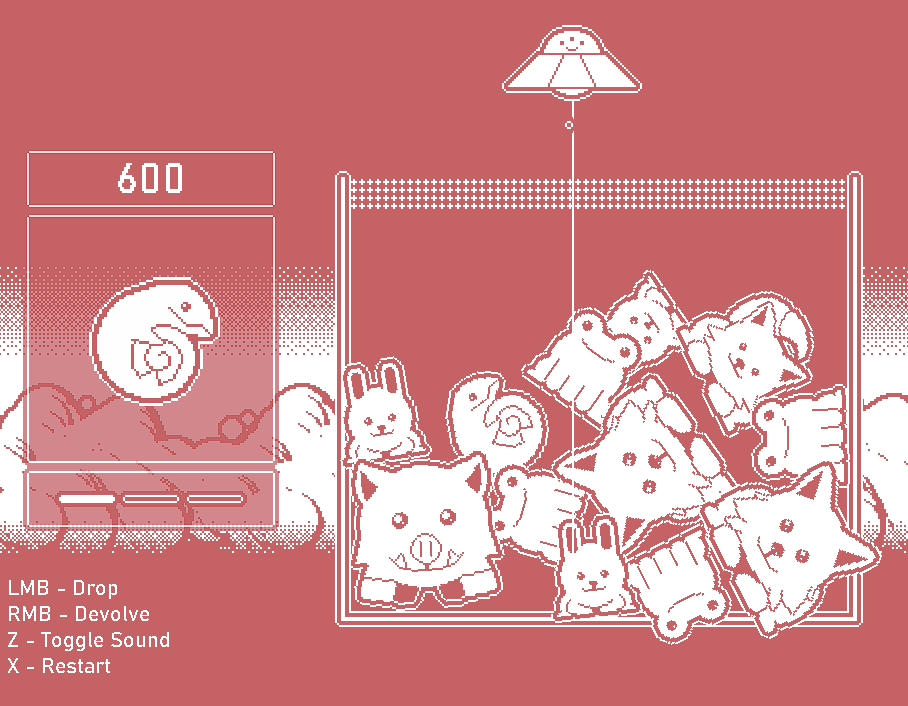 600
LMB - Drop
RMB - Devolve
Z - Toggle Sound
X - Restart